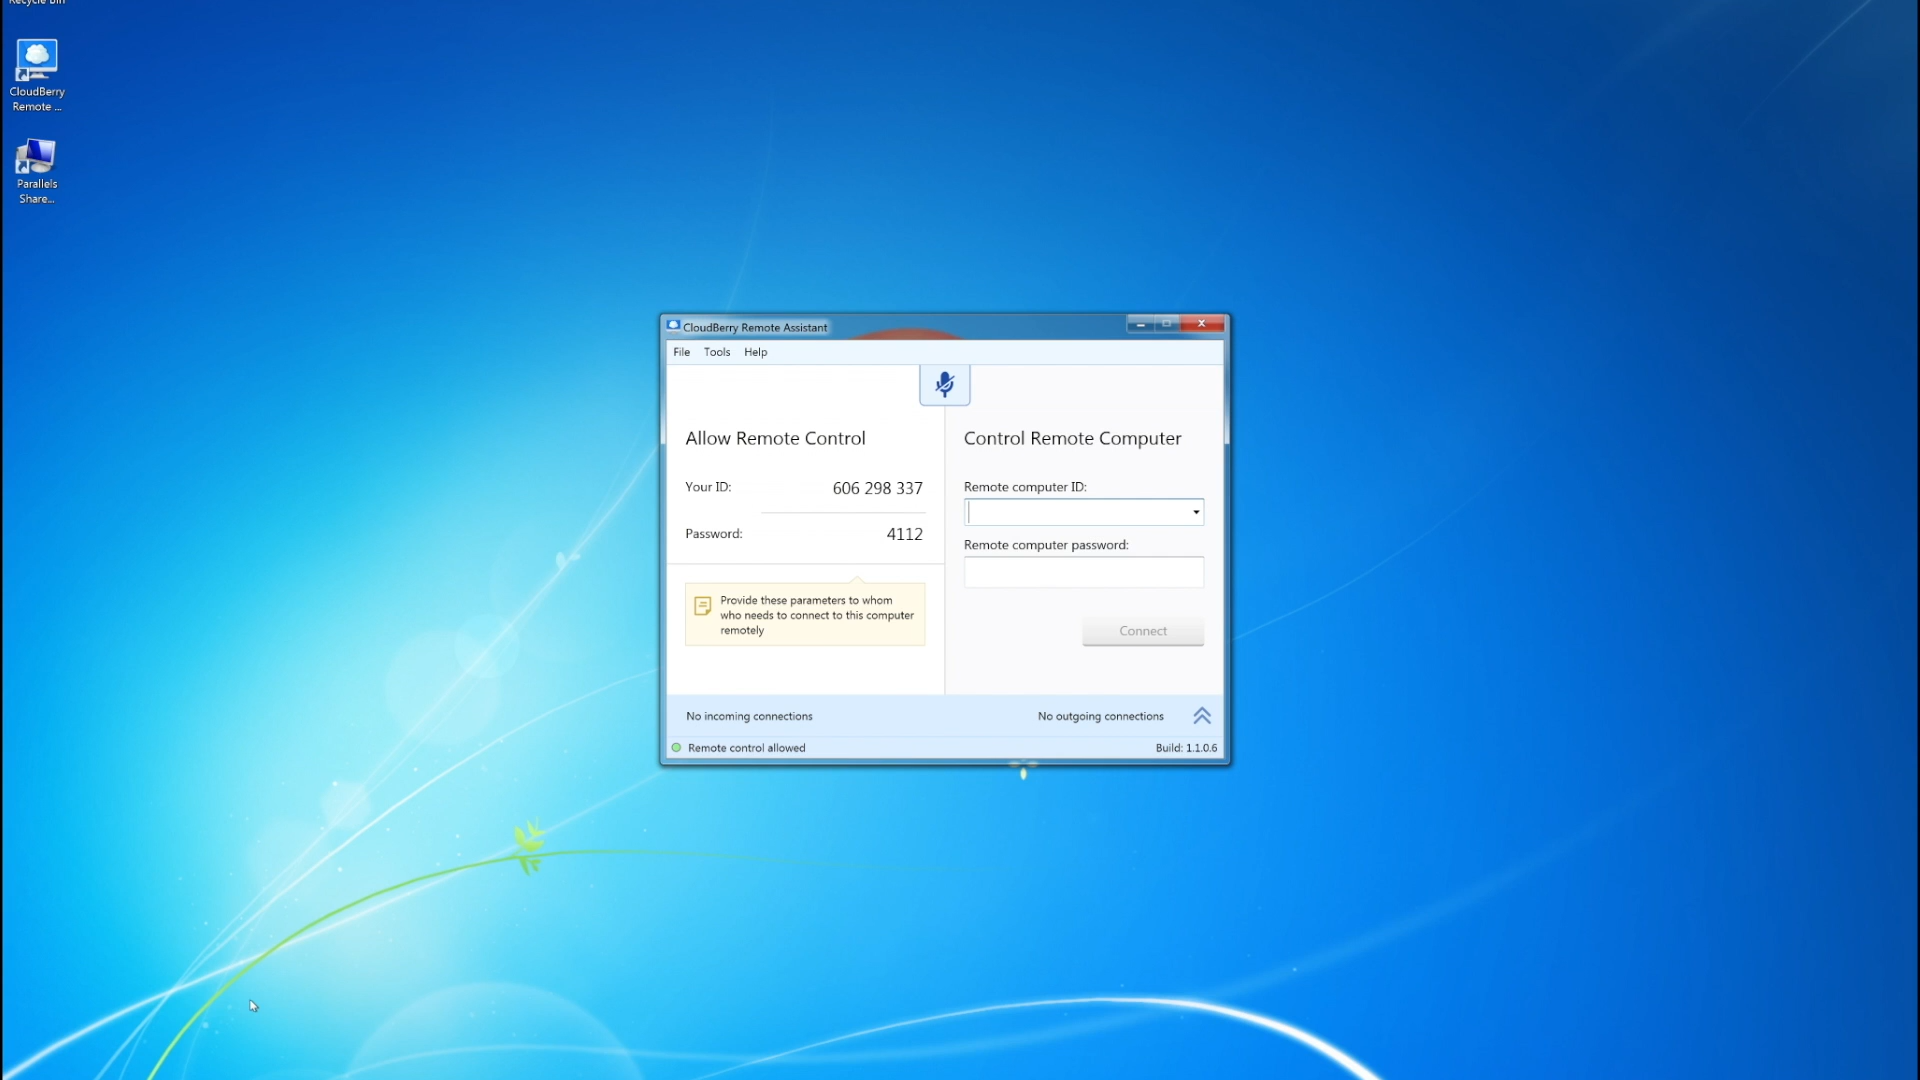 Recycle Bin
CloudBerry
Remote ...
Parallels
Share...
CloudBerry Remote Assistant
File Tools Help
Allow Remote Control
Your ID: 606 298 337
Password: 4112
Provide these parameters to whom
who needs to connect to this computer
remotely
Control Remote Computer
Remote computer ID:
Remote computer password:
Connect
No incoming connections
No outgoing connections
Remote control allowed
Build: 1.1.0.6